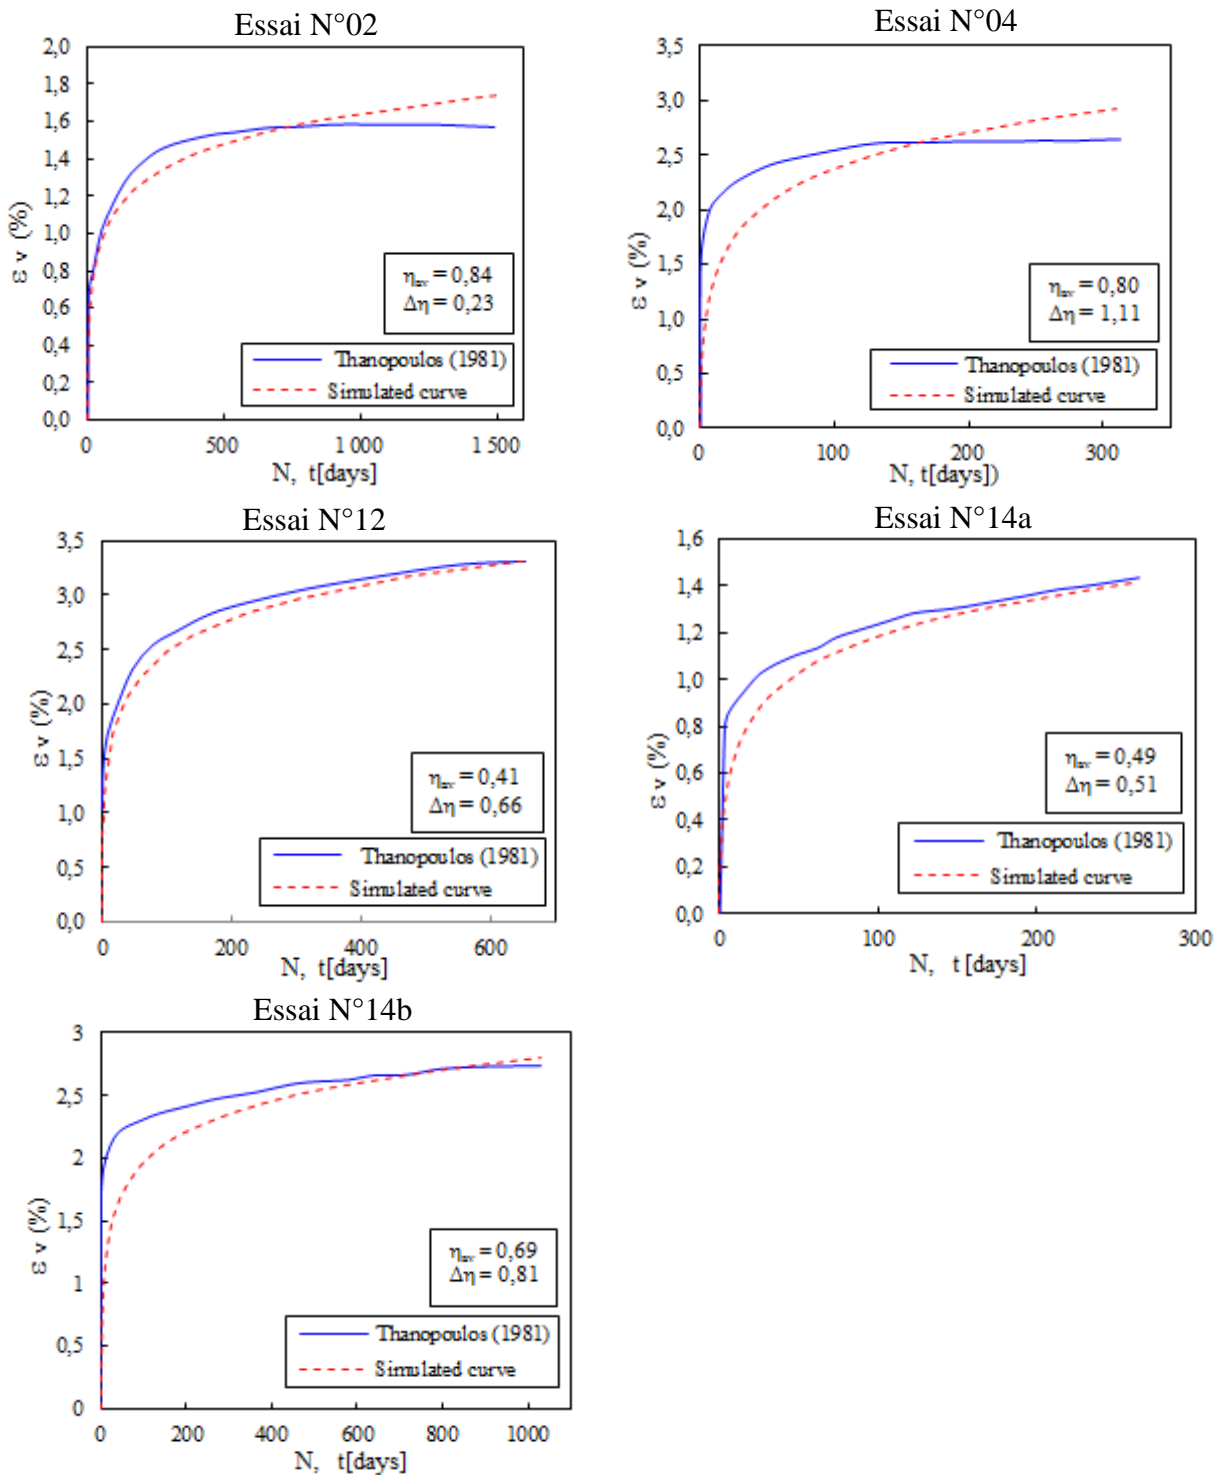 Essai N°02
2,0
1,8
1,6
1,4
1,2
1,0
0,8
0,6
0,4
0,2
0,0
ε v (%)
η_av = 0,84
Δη = 0,23
Thanopoulos (1981)
Simulated curve
0 500 1 000 1 500
N, t[days]
Essai N°04
3,5
3,0
2,5
2,0
1,5
1,0
0,5
0,0
ε v (%)
η_av = 0,80
Δη = 1,11
Thanopoulos (1981)
Simulated curve
0 100 200 300
N, t[days])
Essai N°12
3,5
3,0
2,5
2,0
1,5
1,0
0,5
0,0
ε v (%)
η_av = 0,41
Δη = 0,66
Thanopoulos (1981)
Simulated curve
0 200 400 600
N, t[days]
Essai N°14a
1,6
1,4
1,2
1,0
0,8
0,6
0,4
0,2
0,0
ε v (%)
η_av = 0,49
Δη = 0,51
Thanopoulos (1981)
Simulated curve
0 100 200 300
N, t [days]
Essai N°14b
3
2,5
2
1,5
1
0,5
0
ε v (%)
η_av = 0,69
Δη = 0,81
Thanopoulos (1981)
Simulated curve
0 200 400 600 800 1000
N, t[days]